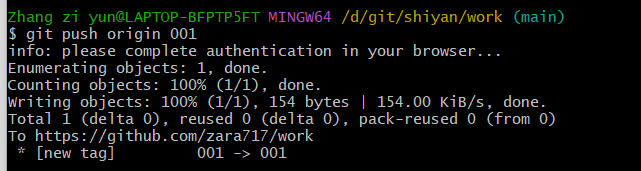 Zhang zi yun@LAPTOP-BFPTP5FT MINGW64 /d/git/shiyan/work (main)
$ git push origin 001
info: please complete authentication in your browser...
Enumerating objects: 1, done.
Counting objects: 100% (1/1), done.
Writing objects: 100% (1/1), 154 bytes | 154.00 KiB/s, done.
Total 1 (delta 0), reused 0 (delta 0), pack-reused 0 (from 0)
To https://github.com/zara717/work
 * [new tag]         001 -> 001